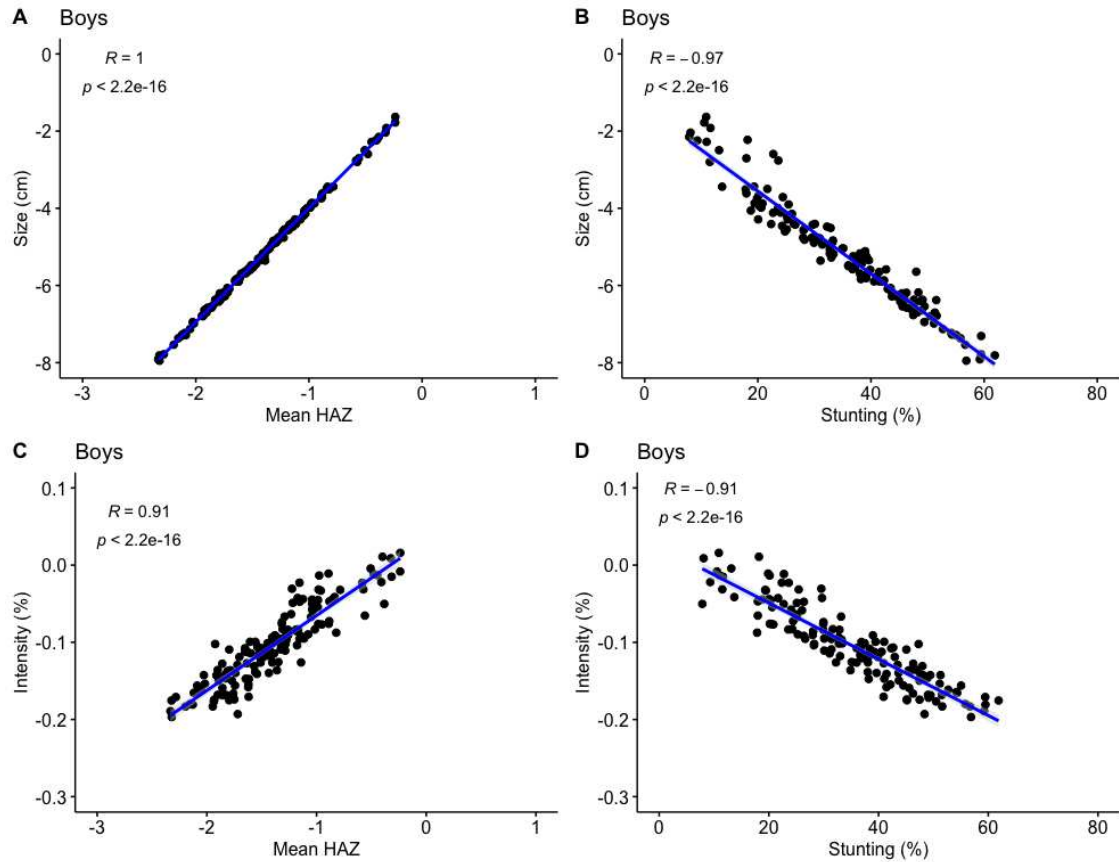 A Boys
R = 1
p < 2.2e-16
0
-2
-4
-6
-8
Size (cm)
-3 -2 -1 0 1
Mean HAZ
B Boys
R = −0.97
p < 2.2e-16
0
-2
-4
-6
-8
Size (cm)
0 20 40 60 80
Stunting (%)
C Boys
R = 0.91
p < 2.2e-16
0.1
0.0
-0.1
-0.2
-0.3
Intensity (%)
-3 -2 -1 0 1
Mean HAZ
D Boys
R = −0.91
p < 2.2e-16
0.1
0.0
-0.1
-0.2
-0.3
Intensity (%)
0 20 40 60 80
Stunting (%)